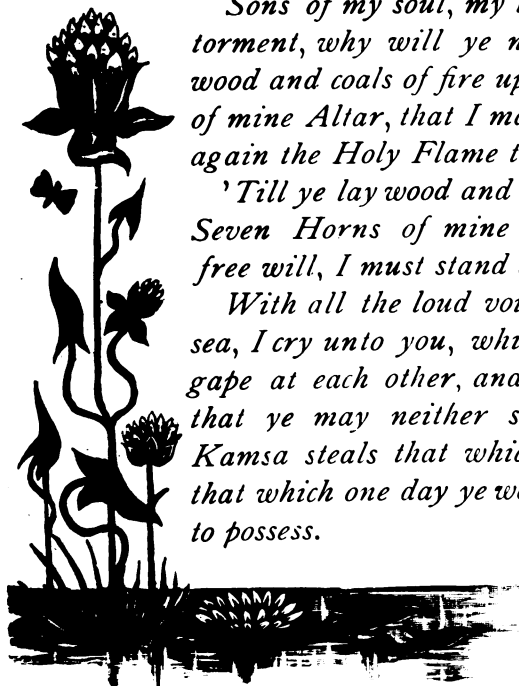 Sons of my soul, my
torment, why will ye
wood and coals of fire up
of mine Altar, that I
again the Holy Flame
'Till ye lay wood and
Seven Horns of mine
free will, I must stand
With all the loud
sea, I cry unto you,
gape at each other, and
that ye may neither
Kamsa steals that
that which one day ye
to possess.